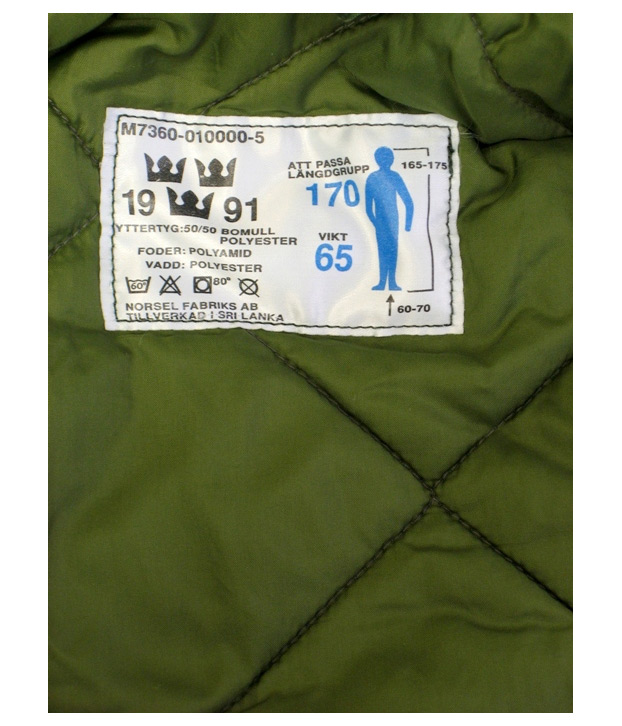 M7360-010000-5
19 91
YTTERTYG:50/50 BOMULL
POLYESTER
FODER: POLYAMID
VADD: POLYESTER
60° 80°
NORSEL FABRIKS AB
TILLVERKAD I SRI LANKA
ATT PASSA
LÄNGDGRUPP
170
165-175
VIKT
65
60-70